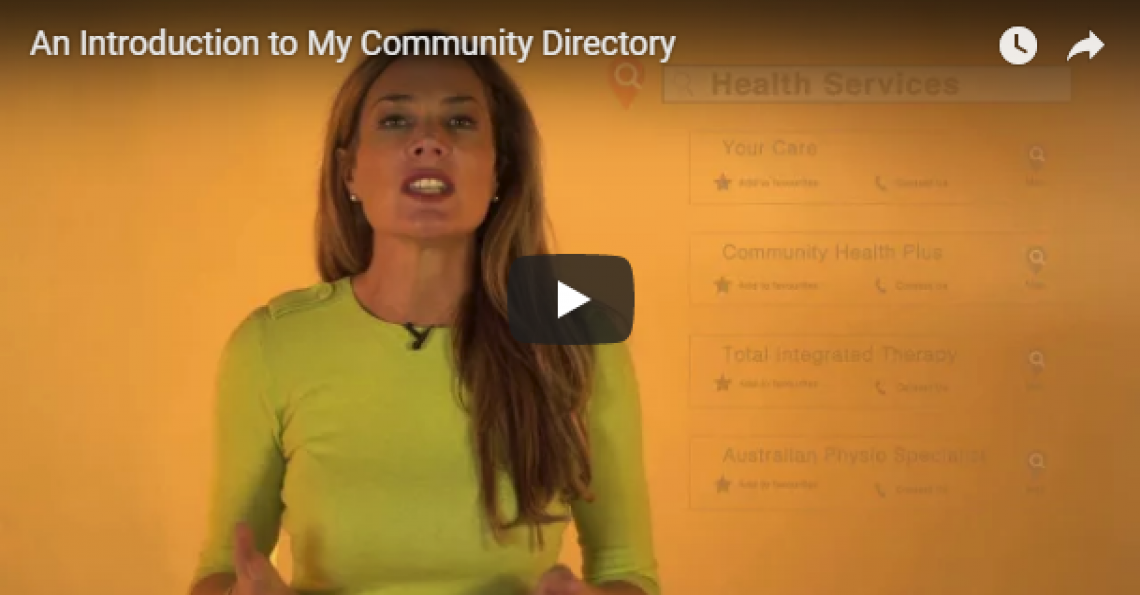 An Introduction to My Community Directory
Health Services
Your Care
Add to favourites Contact Us
Map
Community Health Plus
Add to favourites Contact Us
Map
Total Integrated Therapy
Add to favourites Contact Us
Australian Physio Specialists
Add to favourites Contact Us